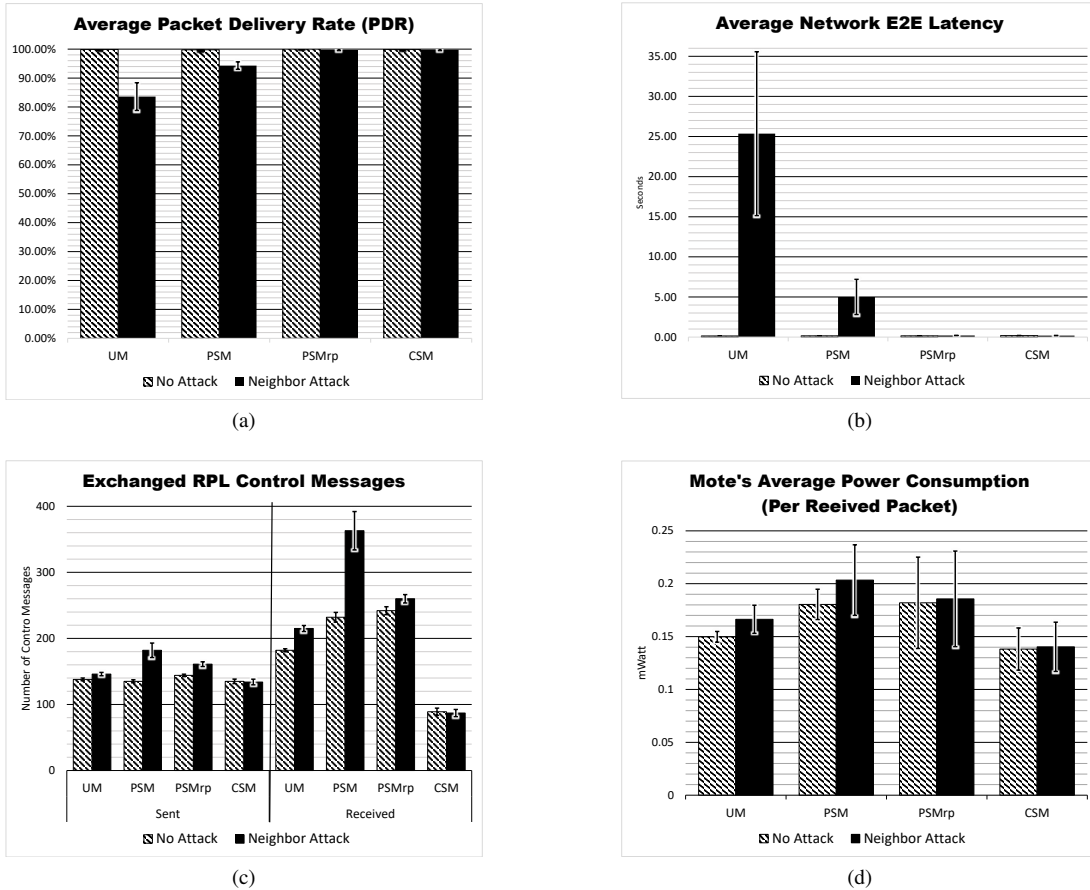 Average Packet Delivery Rate (PDR)
100.00%
90.00%
80.00%
70.00%
60.00%
50.00%
40.00%
30.00%
20.00%
10.00%
0.00%
UM PSM PSMrp CSM
No Attack Neighbor Attack
(a)
Average Network E2E Latency
Seconds
35.00
30.00
25.00
20.00
15.00
10.00
5.00
0.00
UM PSM PSMrp CSM
No Attack Neighbor Attack
(b)
Exchanged RPL Control Messages
Number of Contro Messages
400
300
200
100
0
UM PSM PSMrp CSM UM PSM PSMrp CSM
Sent Received
No Attack Neighbor Attack
(c)
Mote's Average Power Consumption
(Per Reeived Packet)
mWatt
0.25
0.2
0.15
0.1
0.05
0
UM PSM PSMrp CSM
No Attack Neighbor Attack
(d)